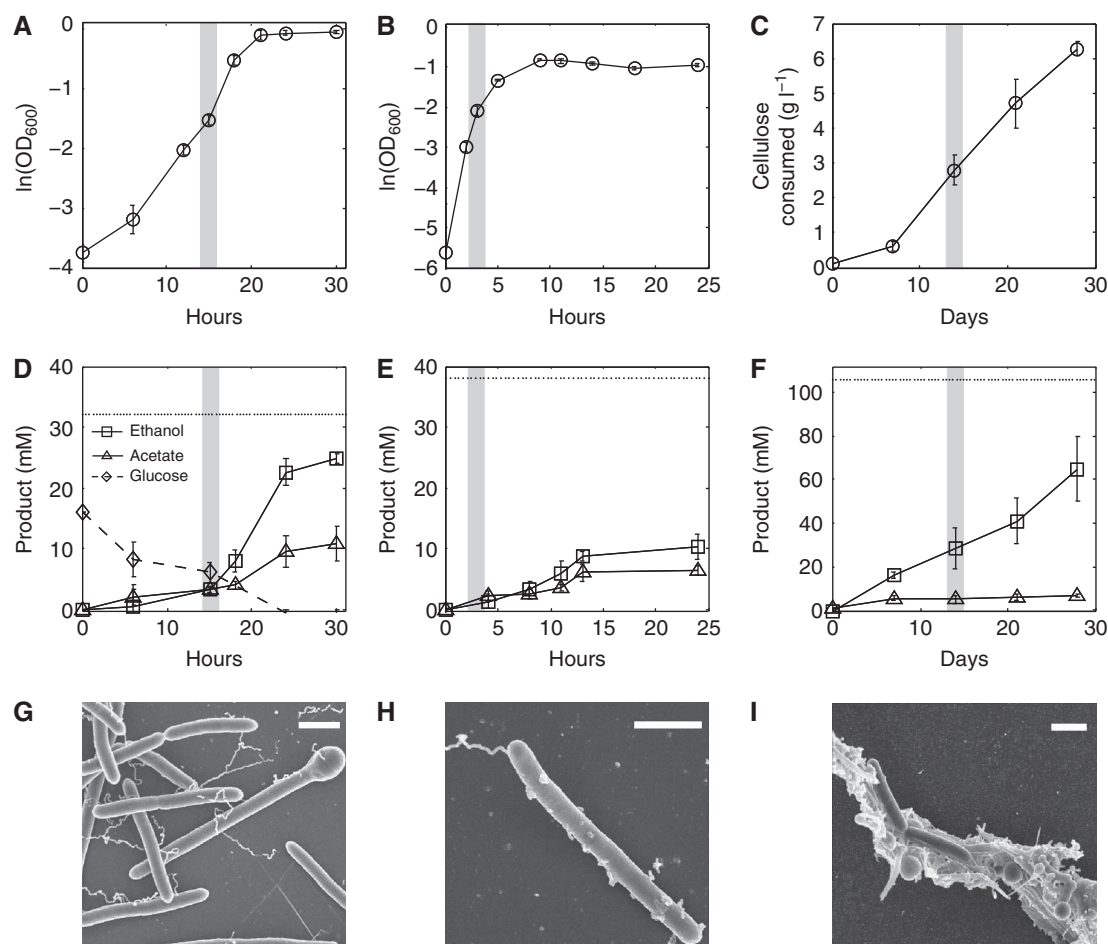 A
0
−1
−2
−3
−4
ln(OD600)
0 10 20 30
Hours
B
0
−1
−2
−3
−4
−5
−6
ln(OD600)
0 5 10 15 20 25
Hours
C
7
6
5
4
3
2
1
0
Cellulose
consumed (g l−1)
0 10 20 30
Days
D
40
30
20
10
0
Product (mM)
Ethanol
Acetate
Glucose
0 10 20 30
Hours
E
40
30
20
10
0
Product (mM)
0 5 10 15 20 25
Hours
F
100
80
60
40
20
0
Product (mM)
0 10 20 30
Days
G
H
I